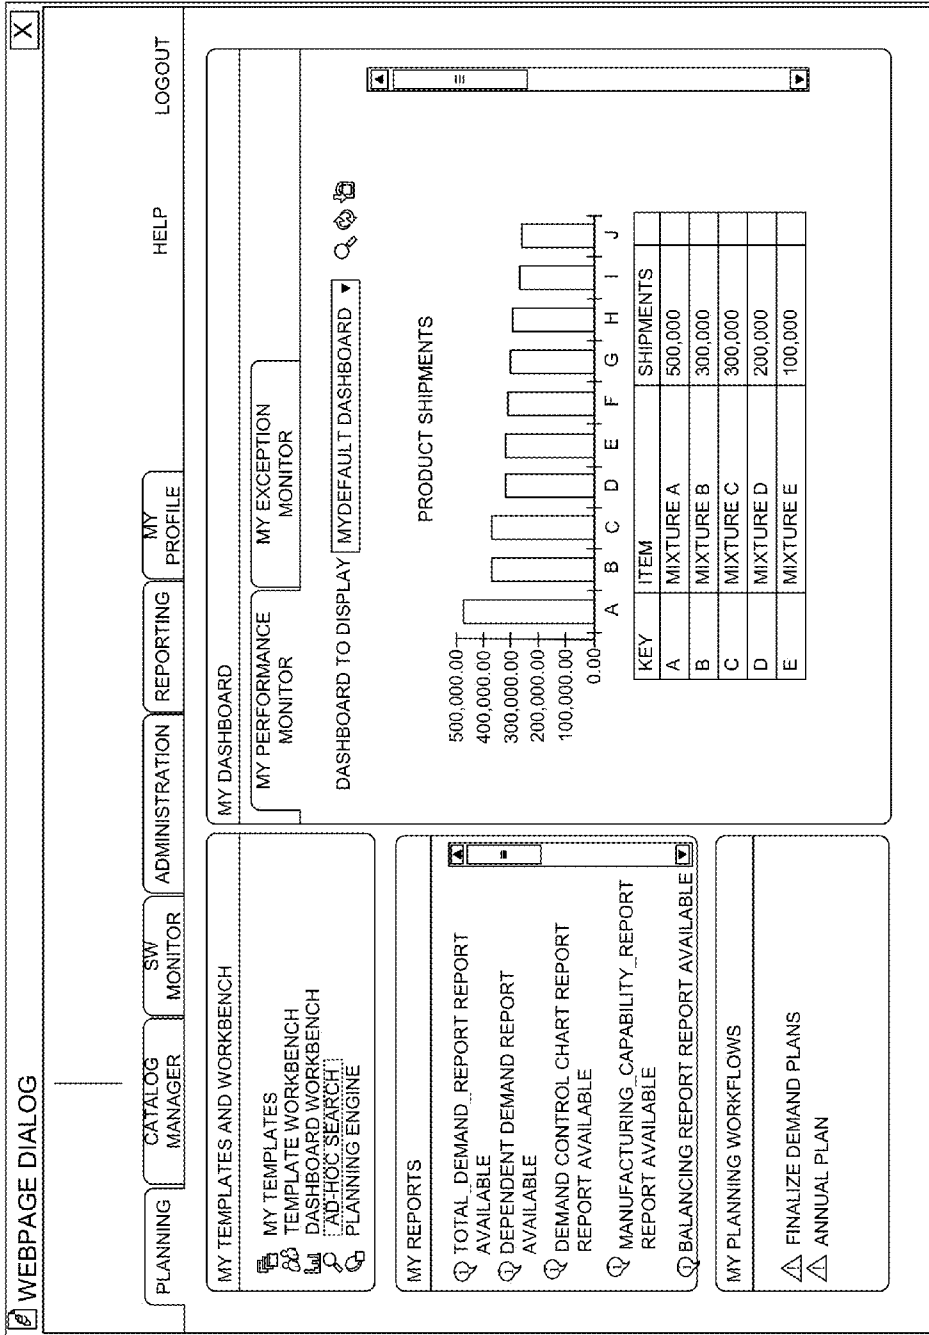 WEBPAGE DIALOG
X
HELP LOGOUT
PLANNING
CATALOG
MANAGER
SW
MONITOR
ADMINISTRATION
REPORTING
MY
PROFILE
MY TEMPLATES AND WORKBENCH
MY TEMPLATES
TEMPLATE WORKBENCH
DASHBOARD WORKBENCH
AD-HOC SEARCH
PLANNING ENGINE
MY REPORTS
TOTAL_DEMAND_REPORT REPORT
AVAILABLE
DEPENDENT DEMAND REPORT
AVAILABLE
DEMAND CONTROL CHART REPORT
REPORT AVAILABLE
MANUFACTURING_CAPABILITY_REPORT
REPORT AVAILABLE
BALANCING REPORT REPORT AVAILABLE
MY PLANNING WORKFLOWS
FINALIZE DEMAND PLANS
ANNUAL PLAN
MY DASHBOARD
MY PERFORMANCE
MONITOR
MY EXCEPTION
MONITOR
DASHBOARD TO DISPLAY MYDEFAULT DASHBOARD
PRODUCT SHIPMENTS
500,000.00
400,000.00
300,000.00
200,000.00
100,000.00
0.00
A B C D E F G H I J
KEY ITEM SHIPMENTS
A MIXTURE A 500,000
B MIXTURE B 300,000
C MIXTURE C 300,000
D MIXTURE D 200,000
E MIXTURE E 100,000